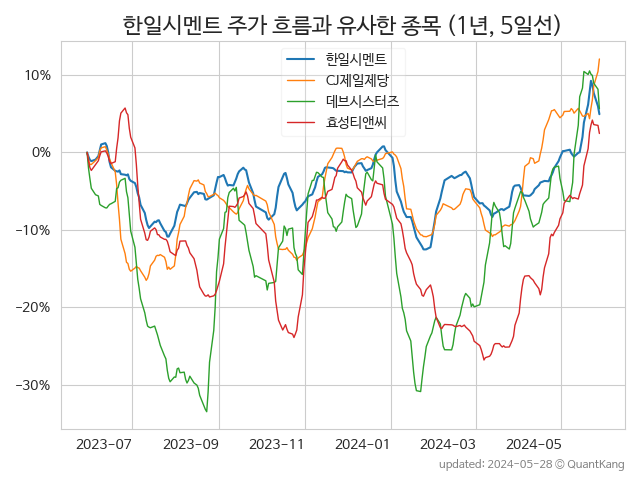 한일시멘트 주가 흐름과 유사한 종목 (1년, 5일선)
한일시멘트
CJ제일제당
데브시스터즈
효성티앤씨
10%
0%
−10%
−20%
−30%
2023-07 2023-09 2023-11 2024-01 2024-03 2024-05
updated: 2024-05-28 © QuantKang